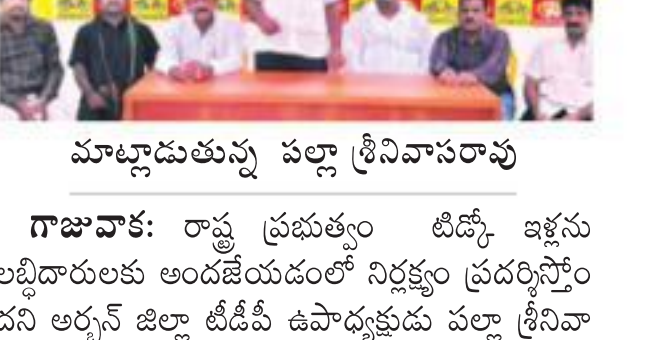 మాట్లాడుతున్న పల్లా శ్రీనివాసరావు
గాజువాక: రాష్ట్ర ప్రభుత్వం టిడ్కో ఇళ్లను
లబ్ధిదారులకు అందజేయడంలో నిర్లక్ష్యం ప్రదర్శిస్తోం
దని అర్బన్ జిల్లా టీడీపీ ఉపాధ్యక్షుడు పల్లా శ్రీనివా